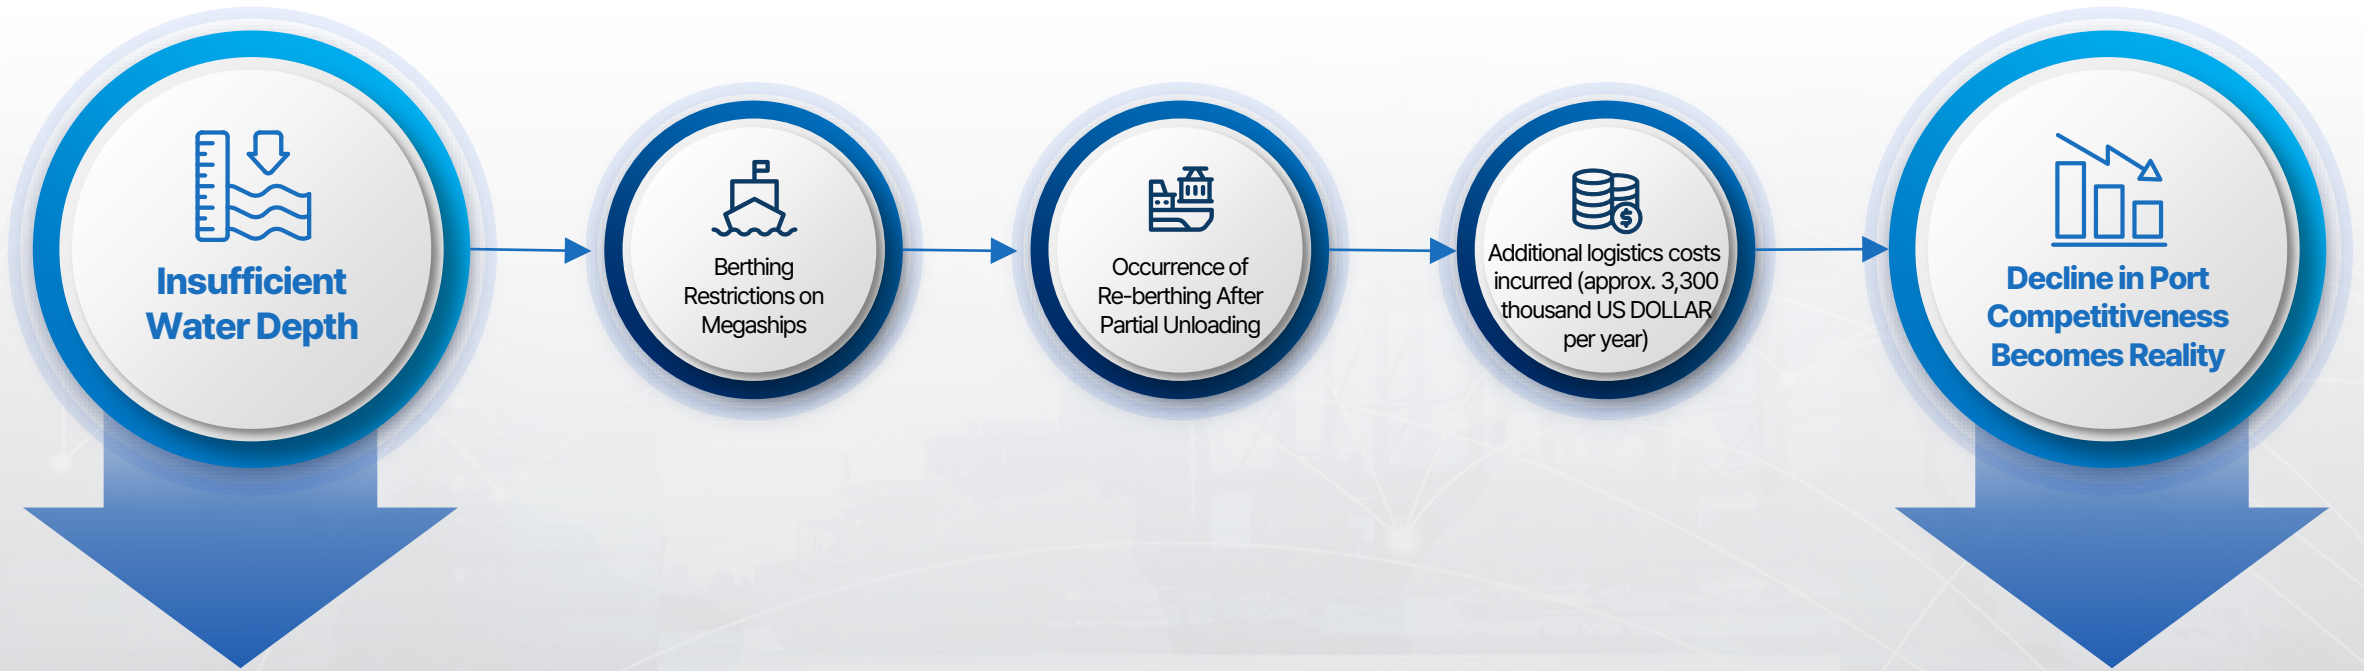 Insufficient
Water Depth
Berthing
Restrictions on
Megaships
Occurrence of
Re-berthing After
Partial Unloading
$
Additional logistics costs
incurred (approx. 3,300
thousand US DOLLAR
per year)
Decline in Port
Competitiveness
Becomes Reality